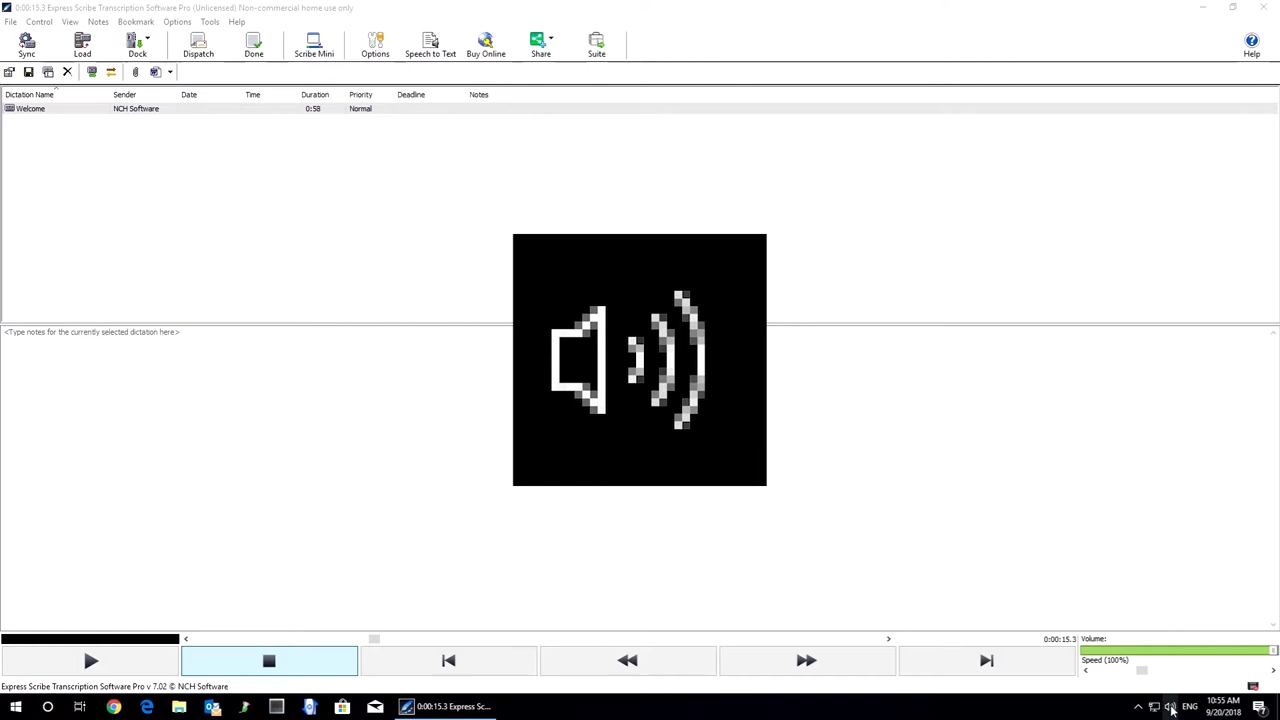 0:00:15.3 Express Scribe Transcription Software Pro (Unlicensed) Non-commercial home use only
File Control View Notes Bookmark Options Tools Help
Sync Load Dock Dispatch Done Scribe Mini Options Speech to Text Buy Online Share Suite Help
Dictation Name Sender Date Time Duration Priority Deadline Notes
Welcome NCH Software 0:58 Normal
<Type notes for the currently selected dictation here>
0:00:15.3 Volume:
Speed (100%)
Express Scribe Transcription Software Pro v 7.02 © NCH Software
0:00:15.3 Express Sc... ENG 10:55 AM
9/20/2018